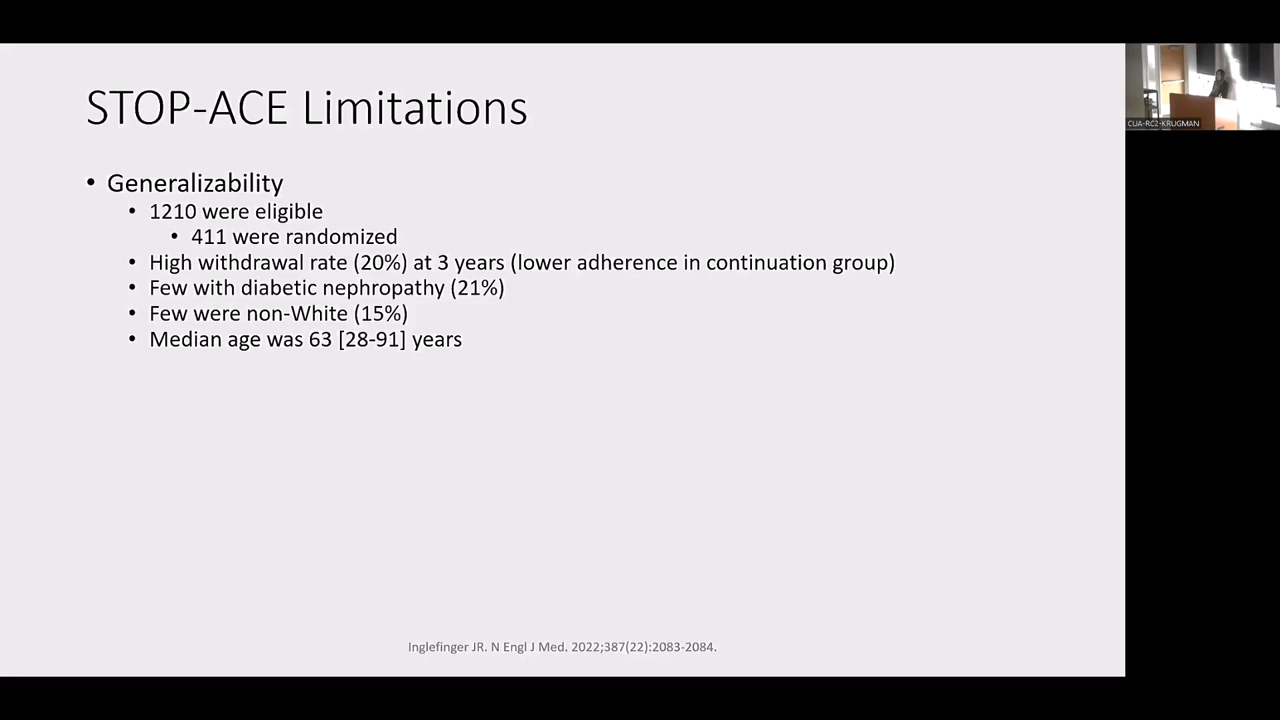 STOP-ACE Limitations
• Generalizability
• 1210 were eligible
• 411 were randomized
• High withdrawal rate (20%) at 3 years (lower adherence in continuation group)
• Few with diabetic nephropathy (21%)
• Few were non-White (15%)
• Median age was 63 [28-91] years
Inglefinger JR. N Engl J Med. 2022;387(22):2083-2084.
CUA-RC2-KRUGMAN